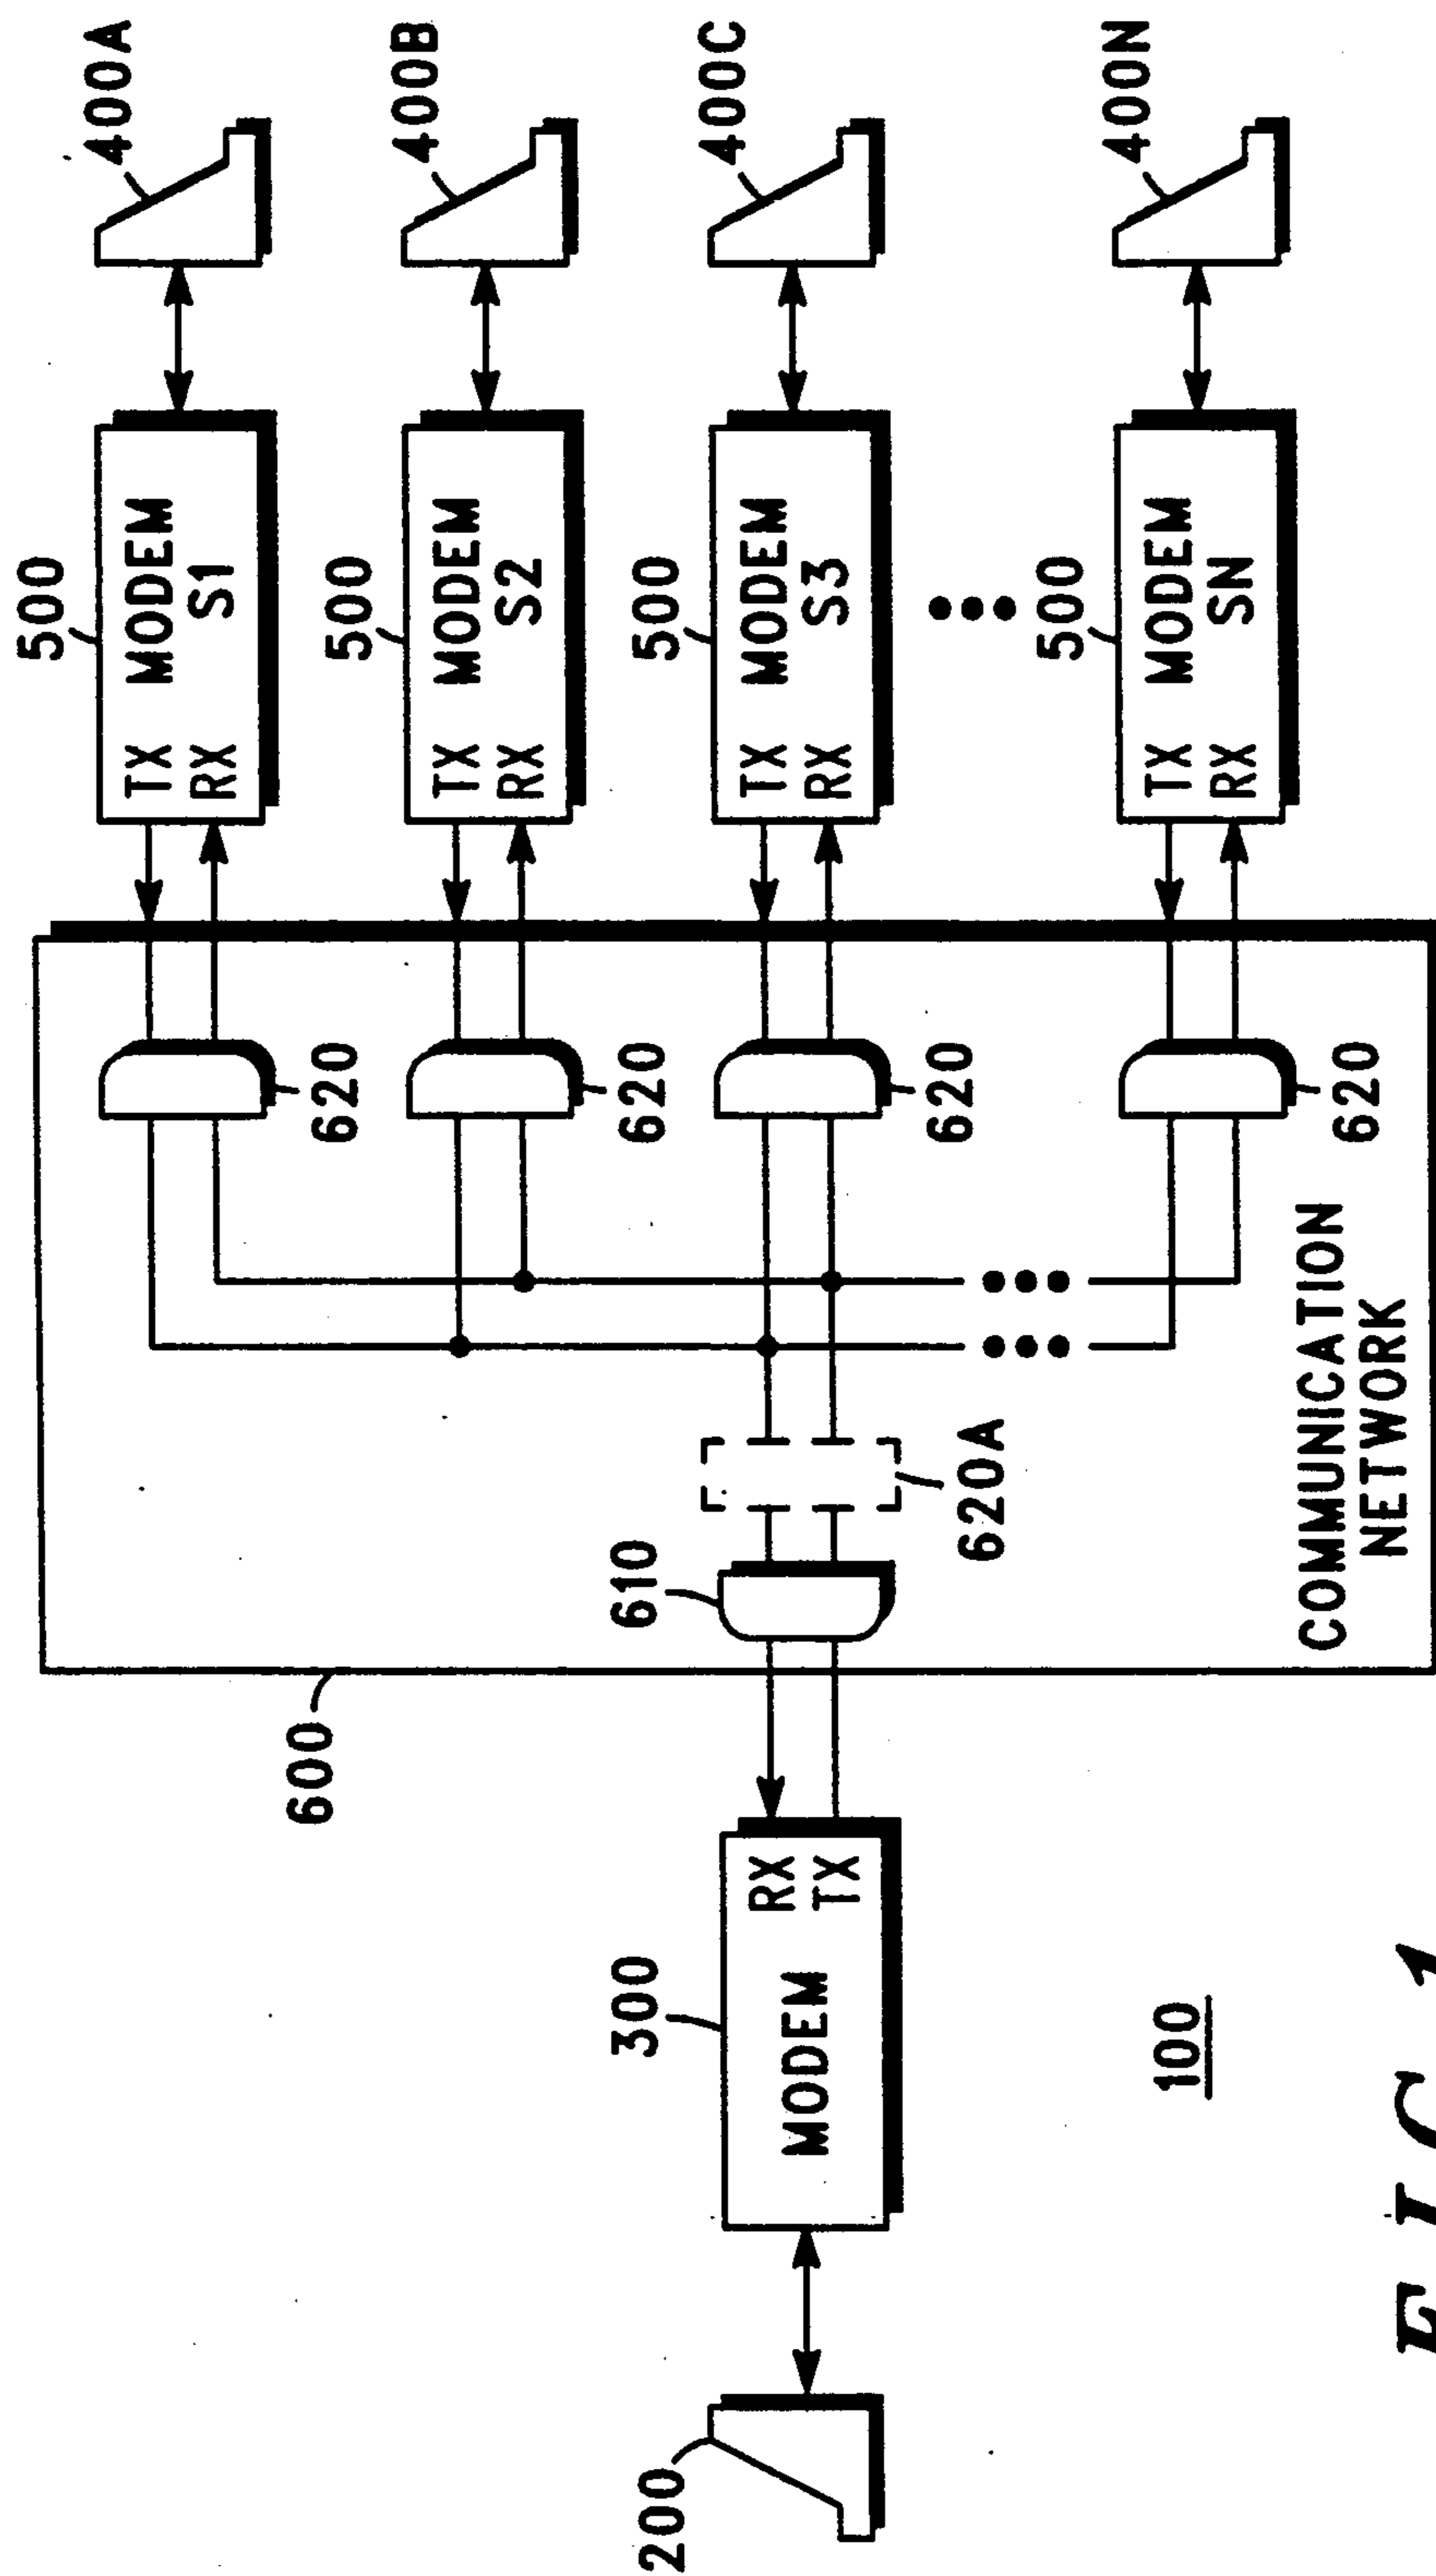 400A
400B
400C
400N
500
MODEM
S1
TX
RX
500
MODEM
S2
TX
RX
500
MODEM
S3
TX
RX
500
MODEM
SN
TX
RX
620
620
620
620
620A
610
COMMUNICATION
NETWORK
600
300
MODEM
RX
TX
200
100
FIG. 1